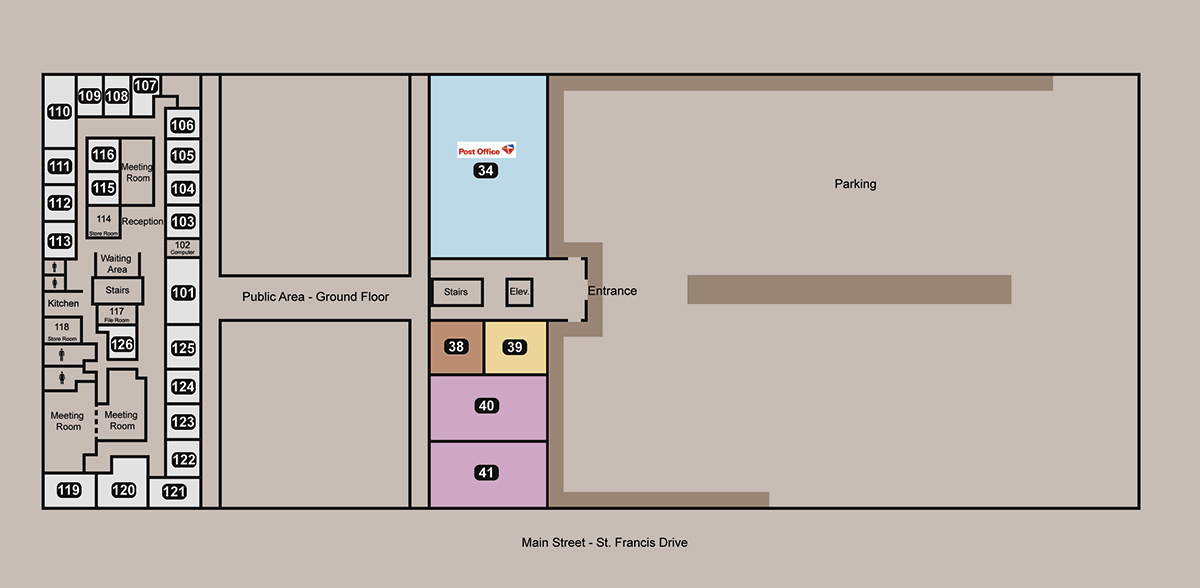 110
109
108
107
106
111
116
Meeting
Room
105
112
115
104
113
114
Store Room
Reception
103
102
Computer
Waiting
Area
Stairs
101
Kitchen
117
File Room
118
Store Room
126
125
124
Meeting
Room
Meeting
Room
123
122
119
120
121
Public Area - Ground Floor
Post Office
34
Stairs
Elev.
Entrance
38
39
40
41
Parking
Main Street - St. Francis Drive